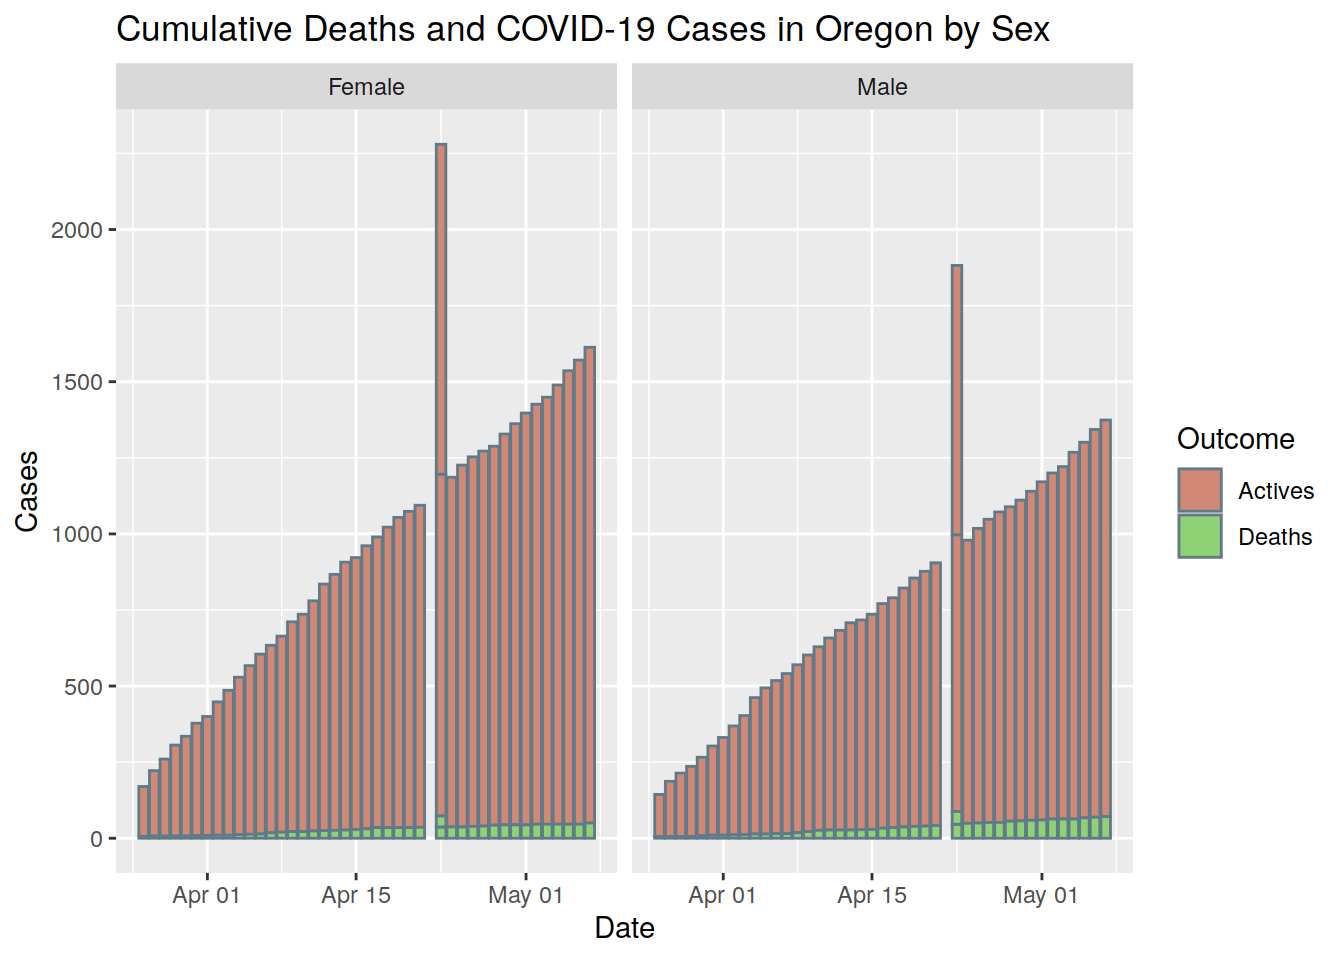 Cumulative Deaths and COVID-19 Cases in Oregon by Sex
Female
Male
2000
1500
1000
500
0
Cases
Apr 01
Apr 15
May 01
Apr 01
Apr 15
May 01
Date
Outcome
Actives
Deaths